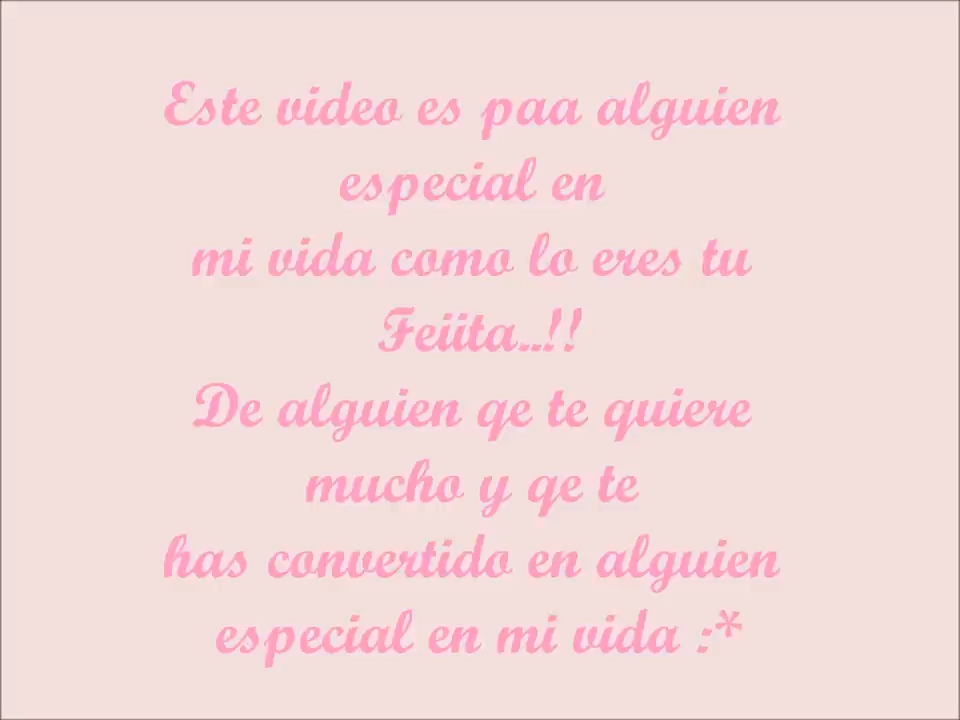 Este video es paa alguien
especial en
mi vida como lo eres tu
Feiita..!!
De alguien qe te quiere
mucho y qe te
has convertido en alguien
especial en mi vida :*